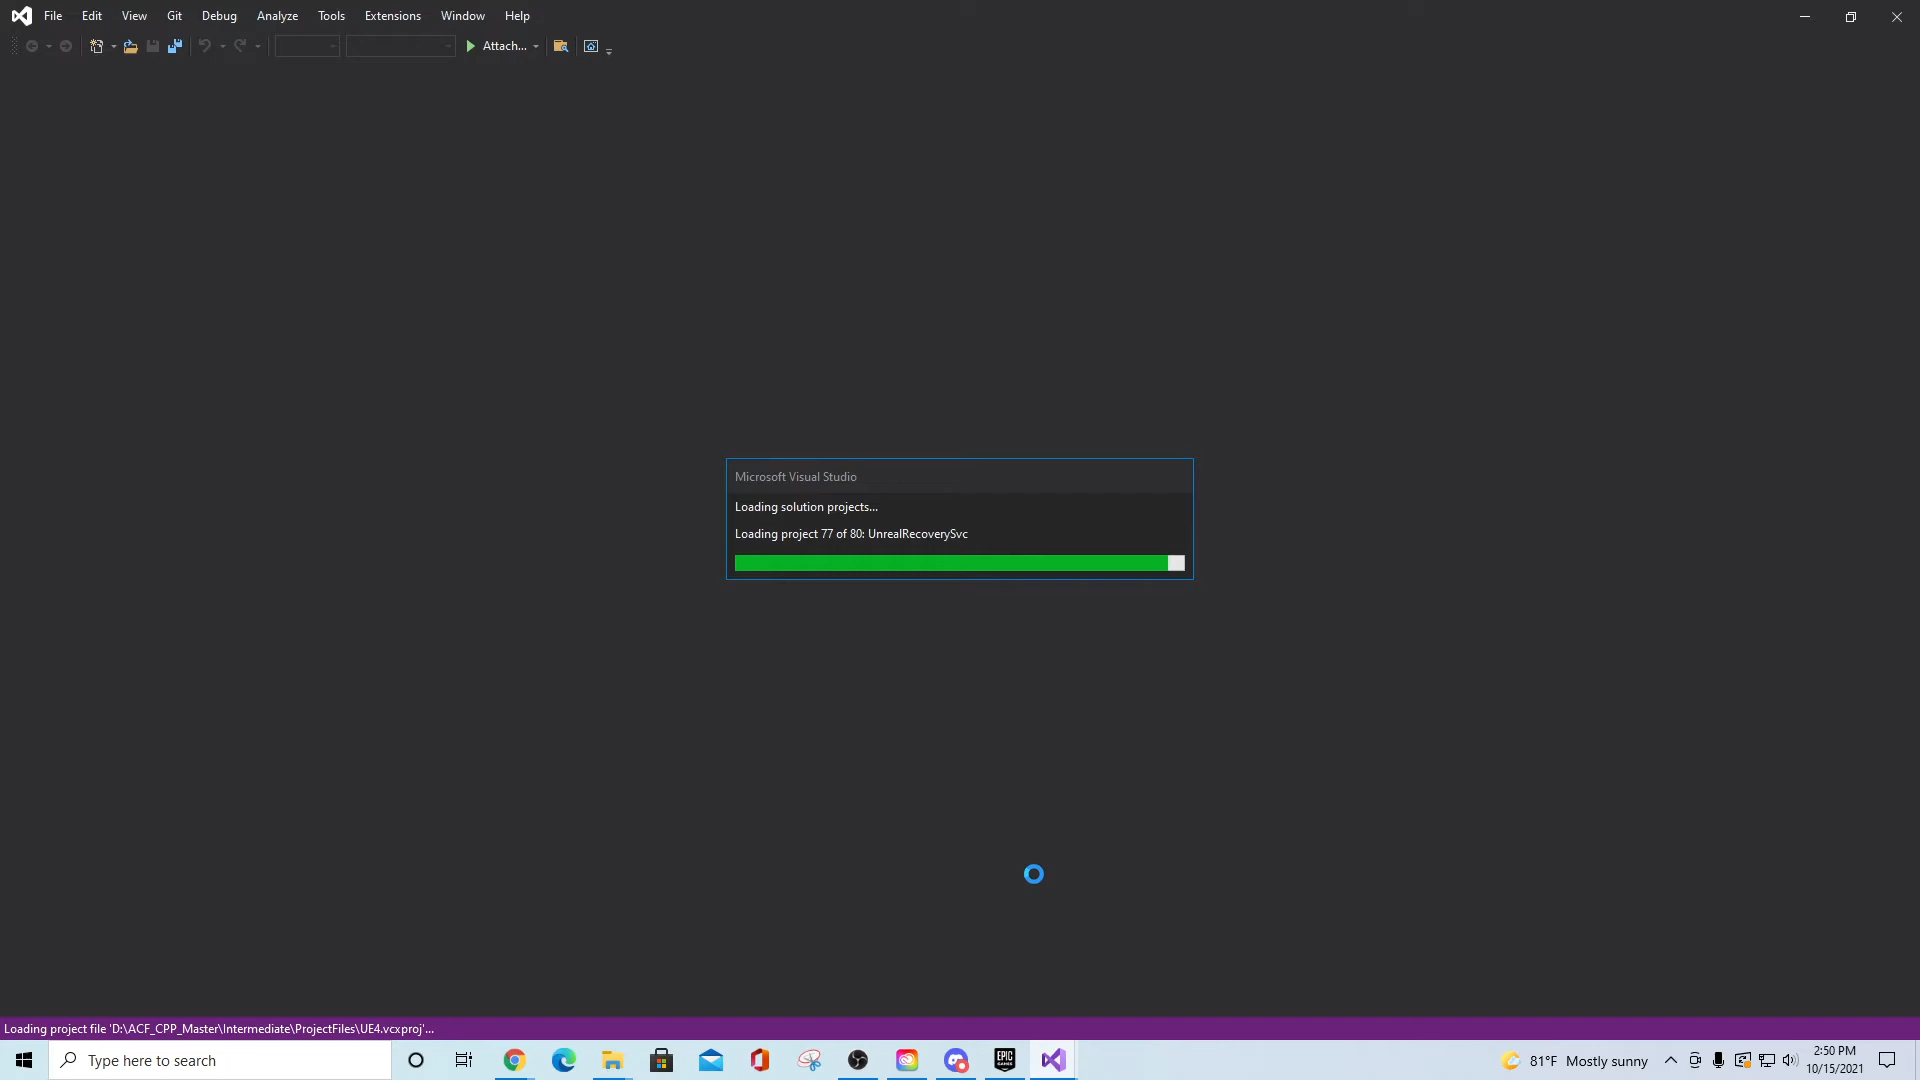 File Edit View Git Debug Analyze Tools Extensions Window Help
Attach...
Microsoft Visual Studio
Loading solution projects...
Loading project 77 of 80: UnrealRecoverySvc
Loading project file 'D:\ACF_CPP_Master\Intermediate\ProjectFiles\UE4.vcxproj'...
Type here to search
EPIC
GAMES
81°F Mostly sunny
2:50 PM
10/15/2021